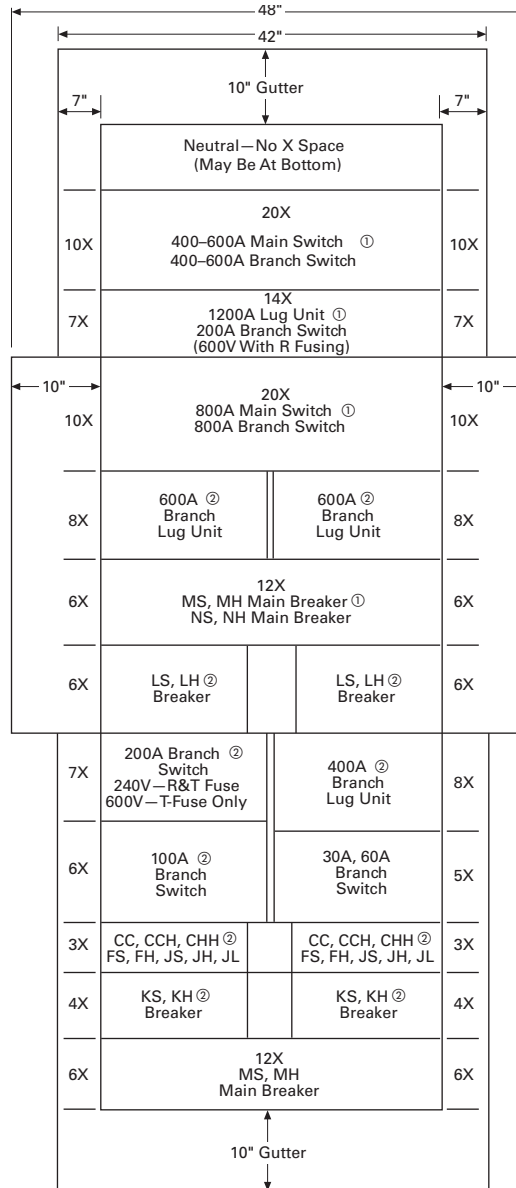 48"
42"
10" Gutter
7"
7"
Neutral—No X Space
(May Be At Bottom)
20X
10X
400–600A Main Switch ①
400–600A Branch Switch
10X
14X
7X
1200A Lug Unit ①
200A Branch Switch
(600V With R Fusing)
7X
10"
10"
20X
10X
800A Main Switch ①
800A Branch Switch
10X
8X
600A ②
Branch
Lug Unit
600A ②
Branch
Lug Unit
8X
12X
6X
MS, MH Main Breaker ①
NS, NH Main Breaker
6X
6X
LS, LH ②
Breaker
LS, LH ②
Breaker
6X
7X
200A Branch ②
Switch
240V—R&T Fuse
600V—T-Fuse Only
400A ②
Branch
Lug Unit
8X
6X
100A ②
Branch
Switch
30A, 60A
Branch
Switch
5X
3X
CC, CCH, CHH ②
FS, FH, JS, JH, JL
CC, CCH, CHH ②
FS, FH, JS, JH, JL
3X
4X
KS, KH ②
Breaker
KS, KH ②
Breaker
4X
6X
12X
MS, MH
Main Breaker
6X
10" Gutter